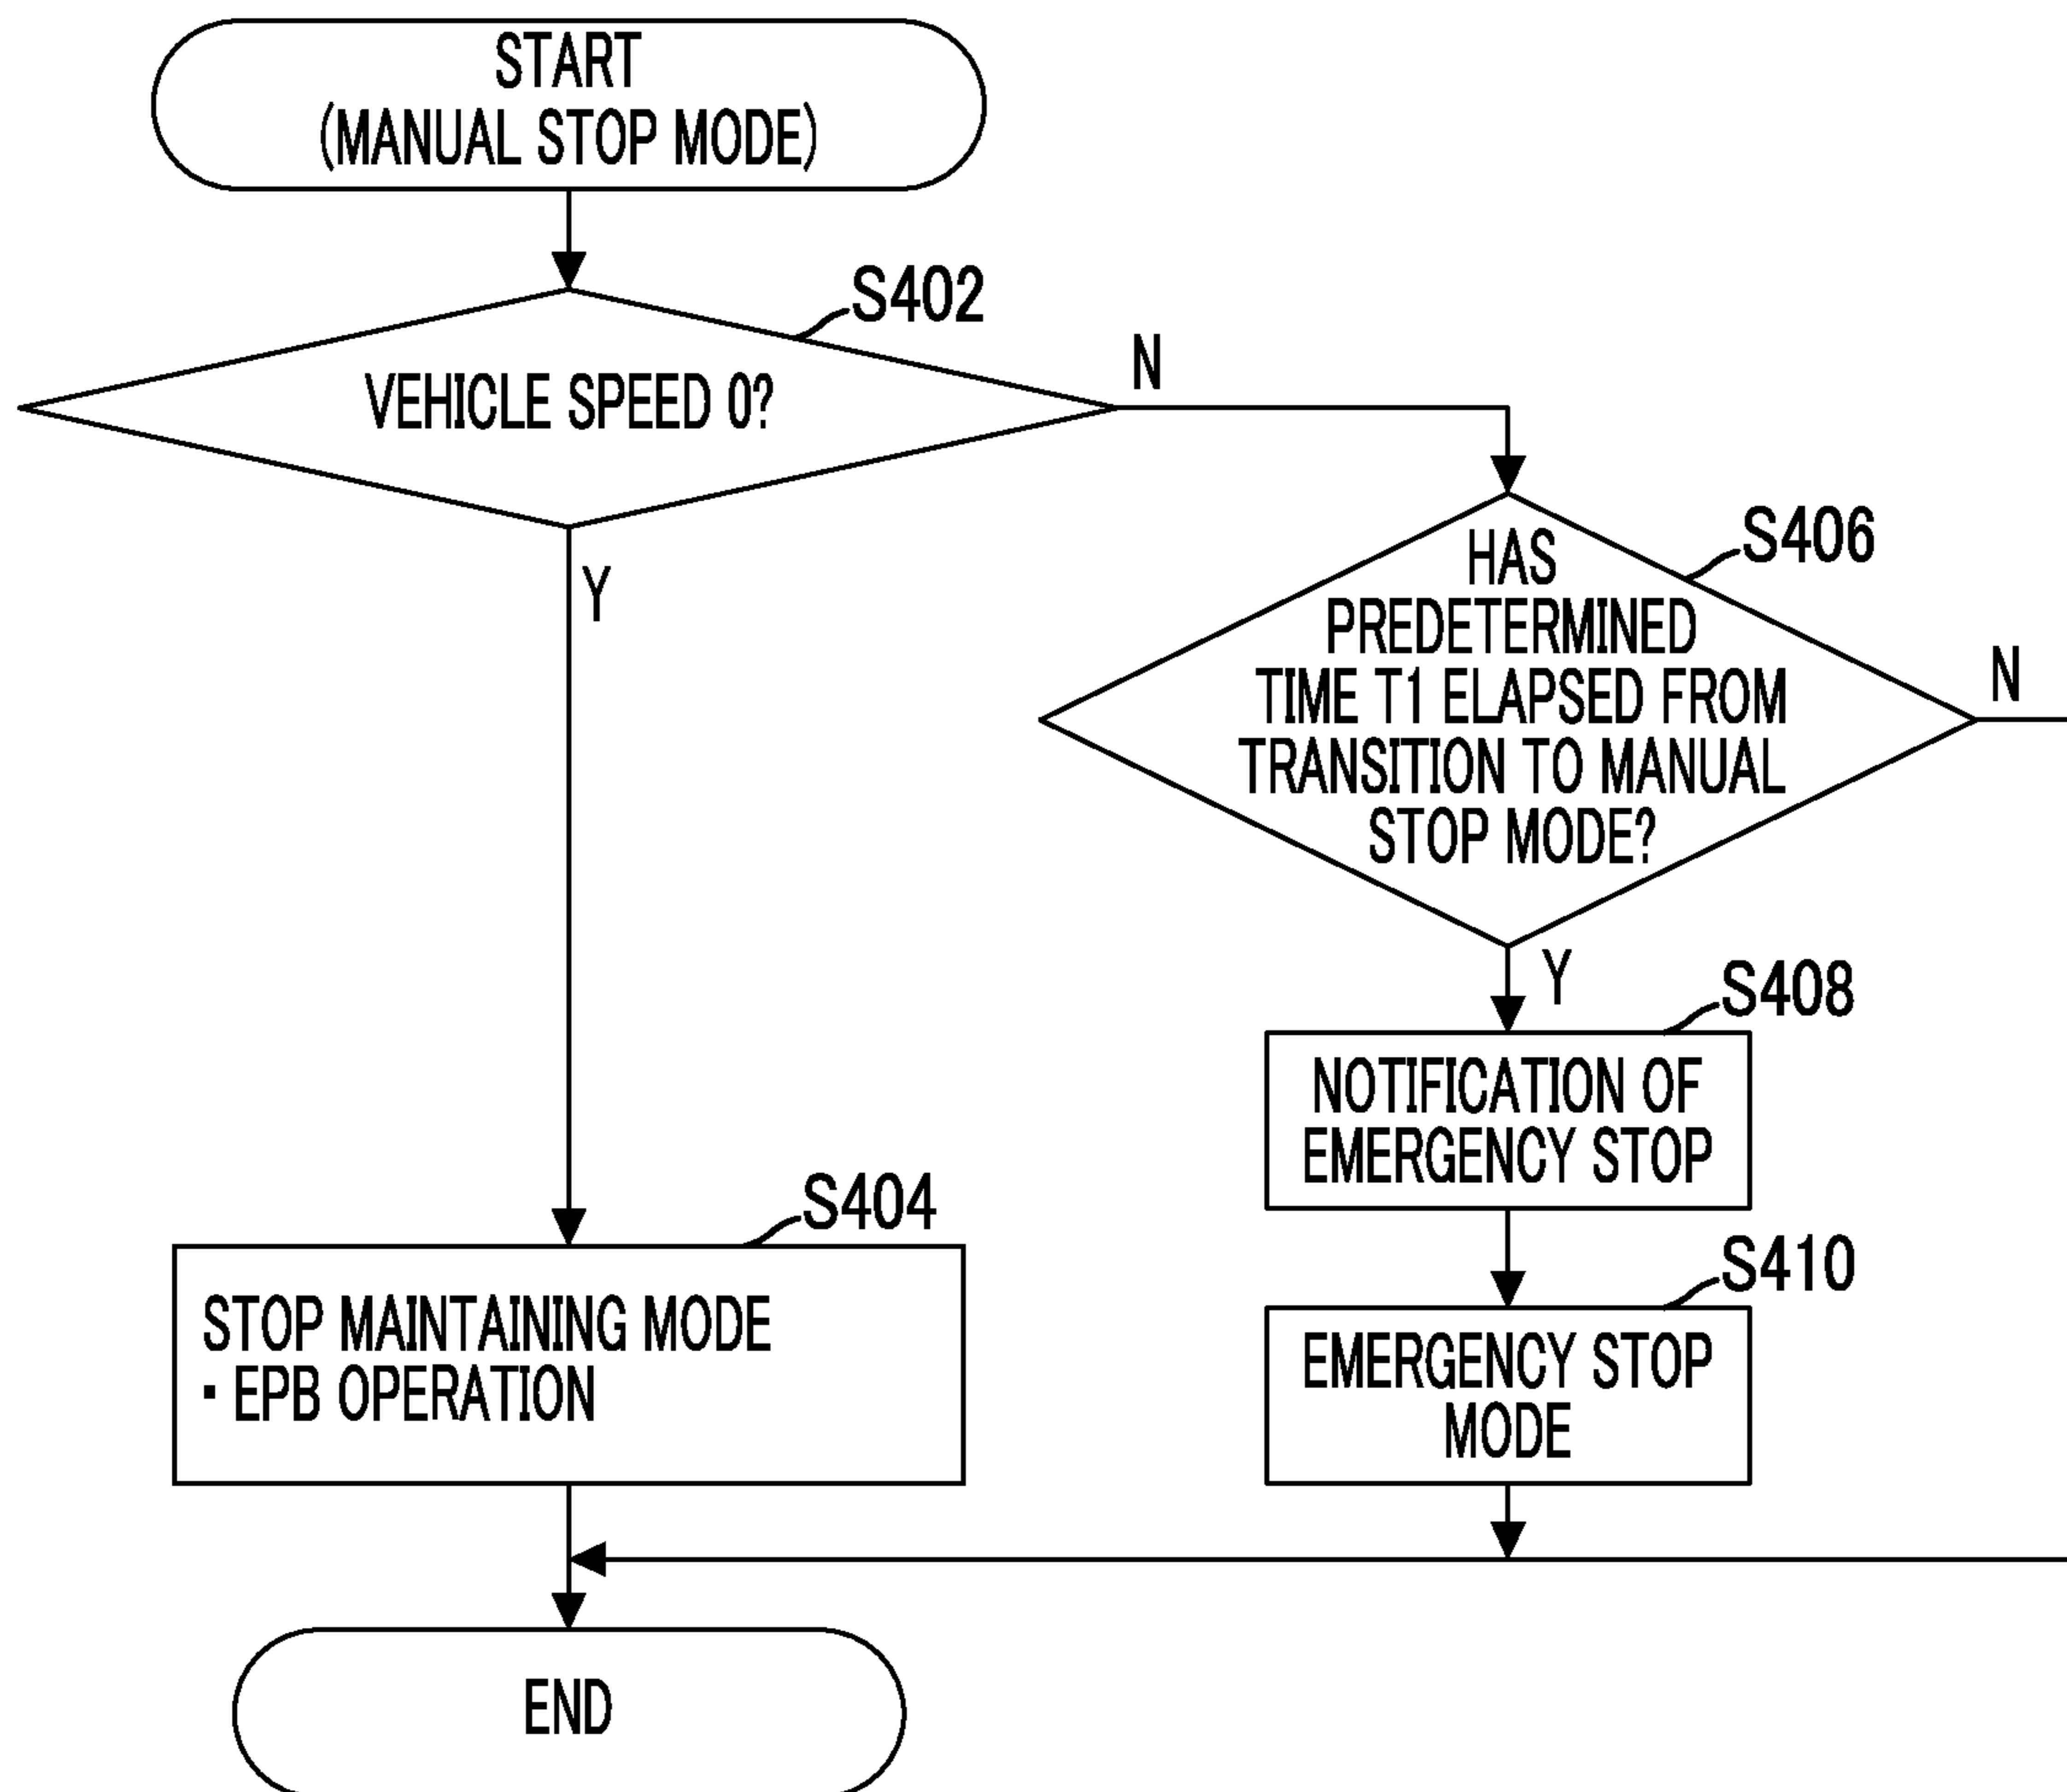 START
(MANUAL STOP MODE)
S402
VEHICLE SPEED 0?
N
Y
S406
HAS
PREDETERMINED
TIME T1 ELAPSED FROM
TRANSITION TO MANUAL
STOP MODE?
N
Y
S408
NOTIFICATION OF
EMERGENCY STOP
S404
STOP MAINTAINING MODE
▪ EPB OPERATION
S410
EMERGENCY STOP
MODE
END